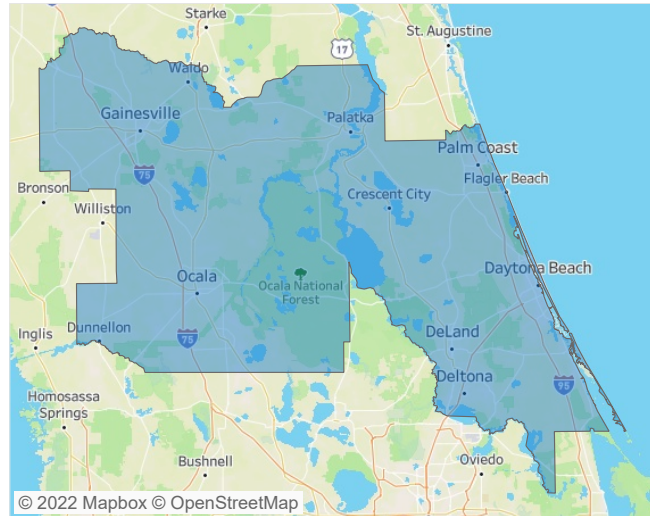 Starke
St. Augustine
17
Waldo
Gainesville
Palatka
Palm Coast
75
Bronson
Crescent City
Flagler Beach
Williston
Ocala
Ocala National
Forest
Daytona Beach
Inglis
Dunnellon
75
DeLand
Deltona
95
Homosassa
Springs
Bushnell
Oviedo
© 2022 Mapbox © OpenStreetMap